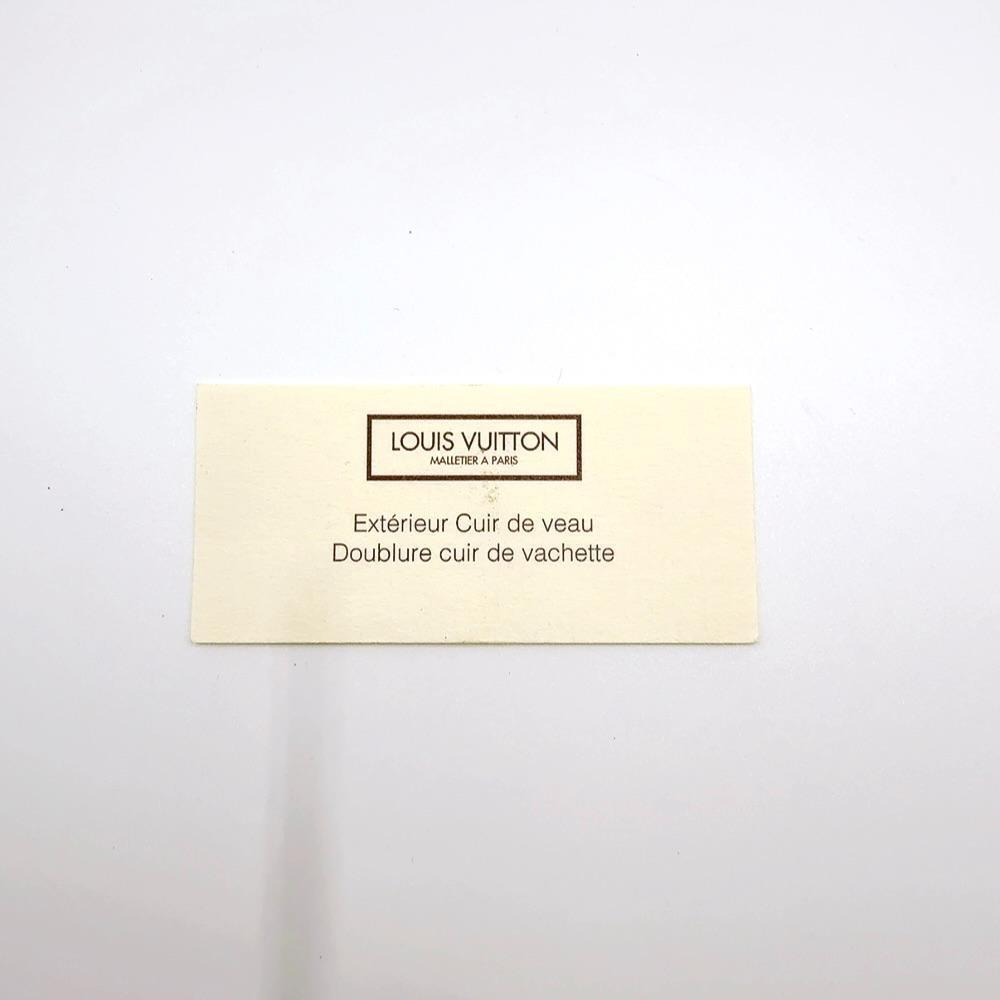 LOUIS VUITTON
MALLETIER A PARIS
Extérieur Cuir de veau
Doublure cuir de vachette